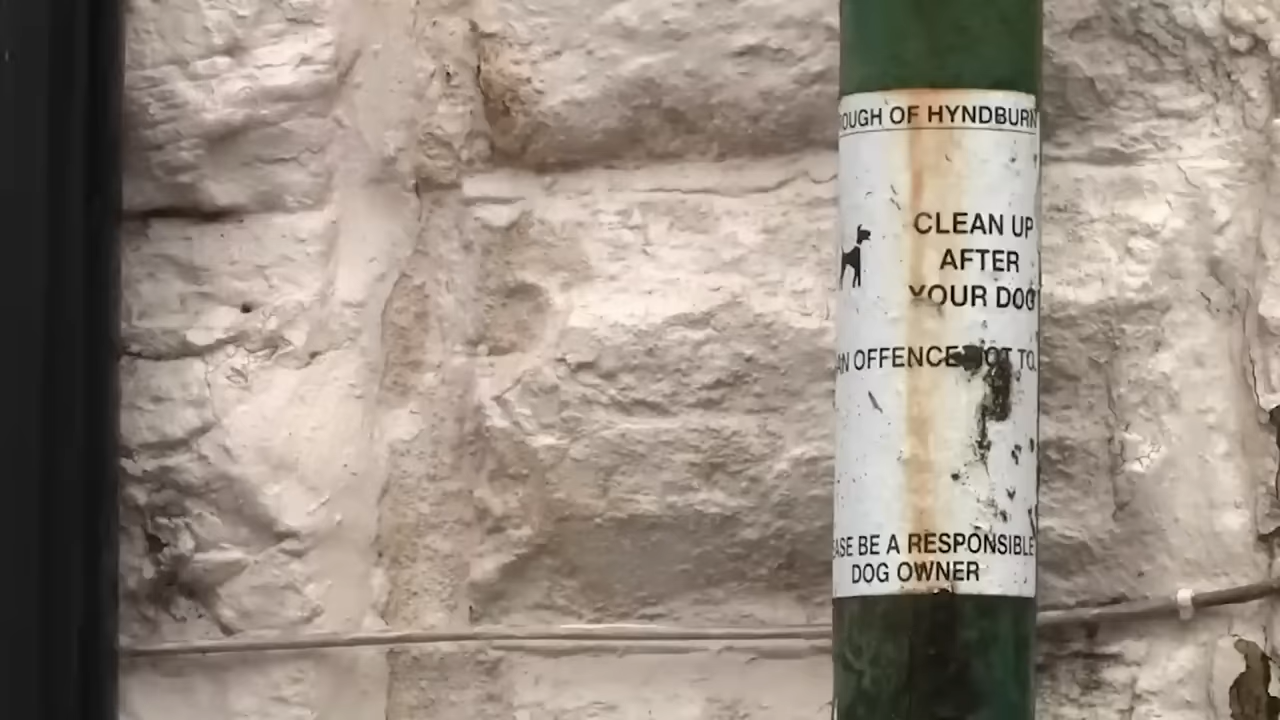 OUGH OF HYNDBURN
CLEAN UP
AFTER
YOUR DOG
AN OFFENCE NOT TO
ASE BE A RESPONSIBLE
DOG OWNER